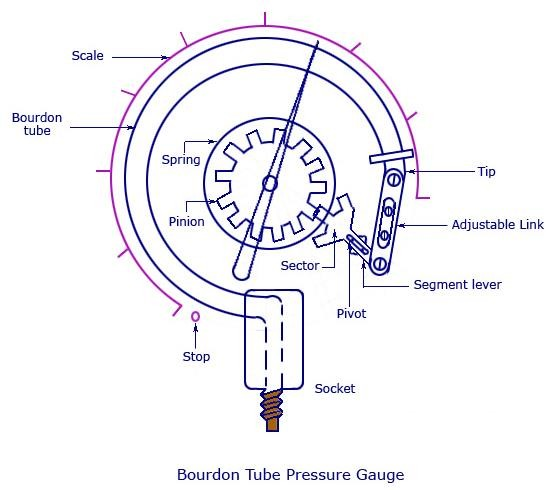 Scale
Bourdon
tube
Spring
Tip
Pinion
Adjustable Link
Sector
Segment lever
Pivot
Stop
Socket
Bourdon Tube Pressure Gauge